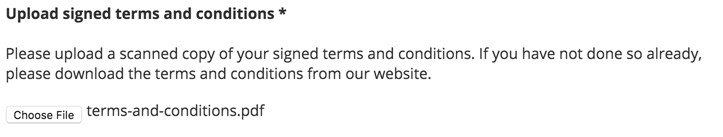 Upload signed terms and conditions *
Please upload a scanned copy of your signed terms and conditions. If you have not done so already,
please download the terms and conditions from our website.
Choose File terms-and-conditions.pdf